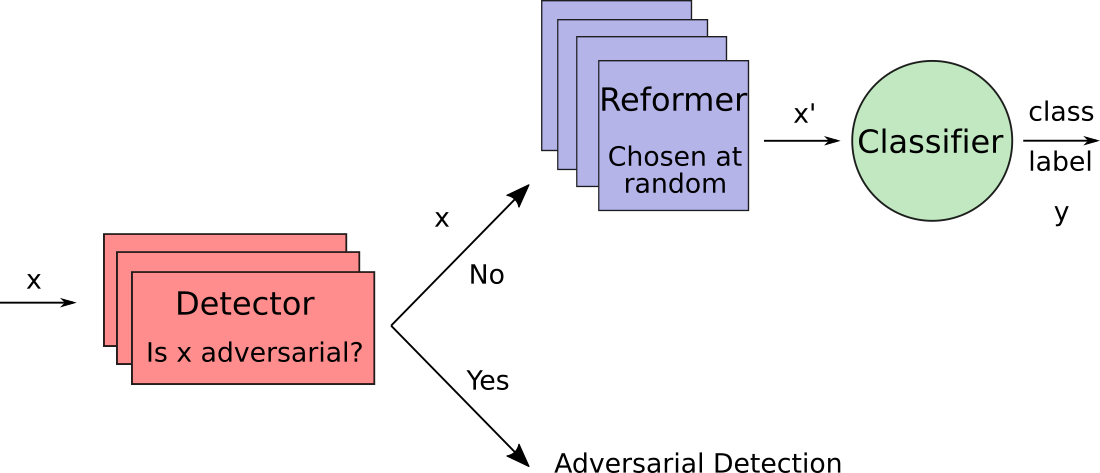 x
Detector
Is x adversarial?
x
No
Yes
Adversarial Detection
Reformer
Chosen at
random
x'
Classifier
class
label
y